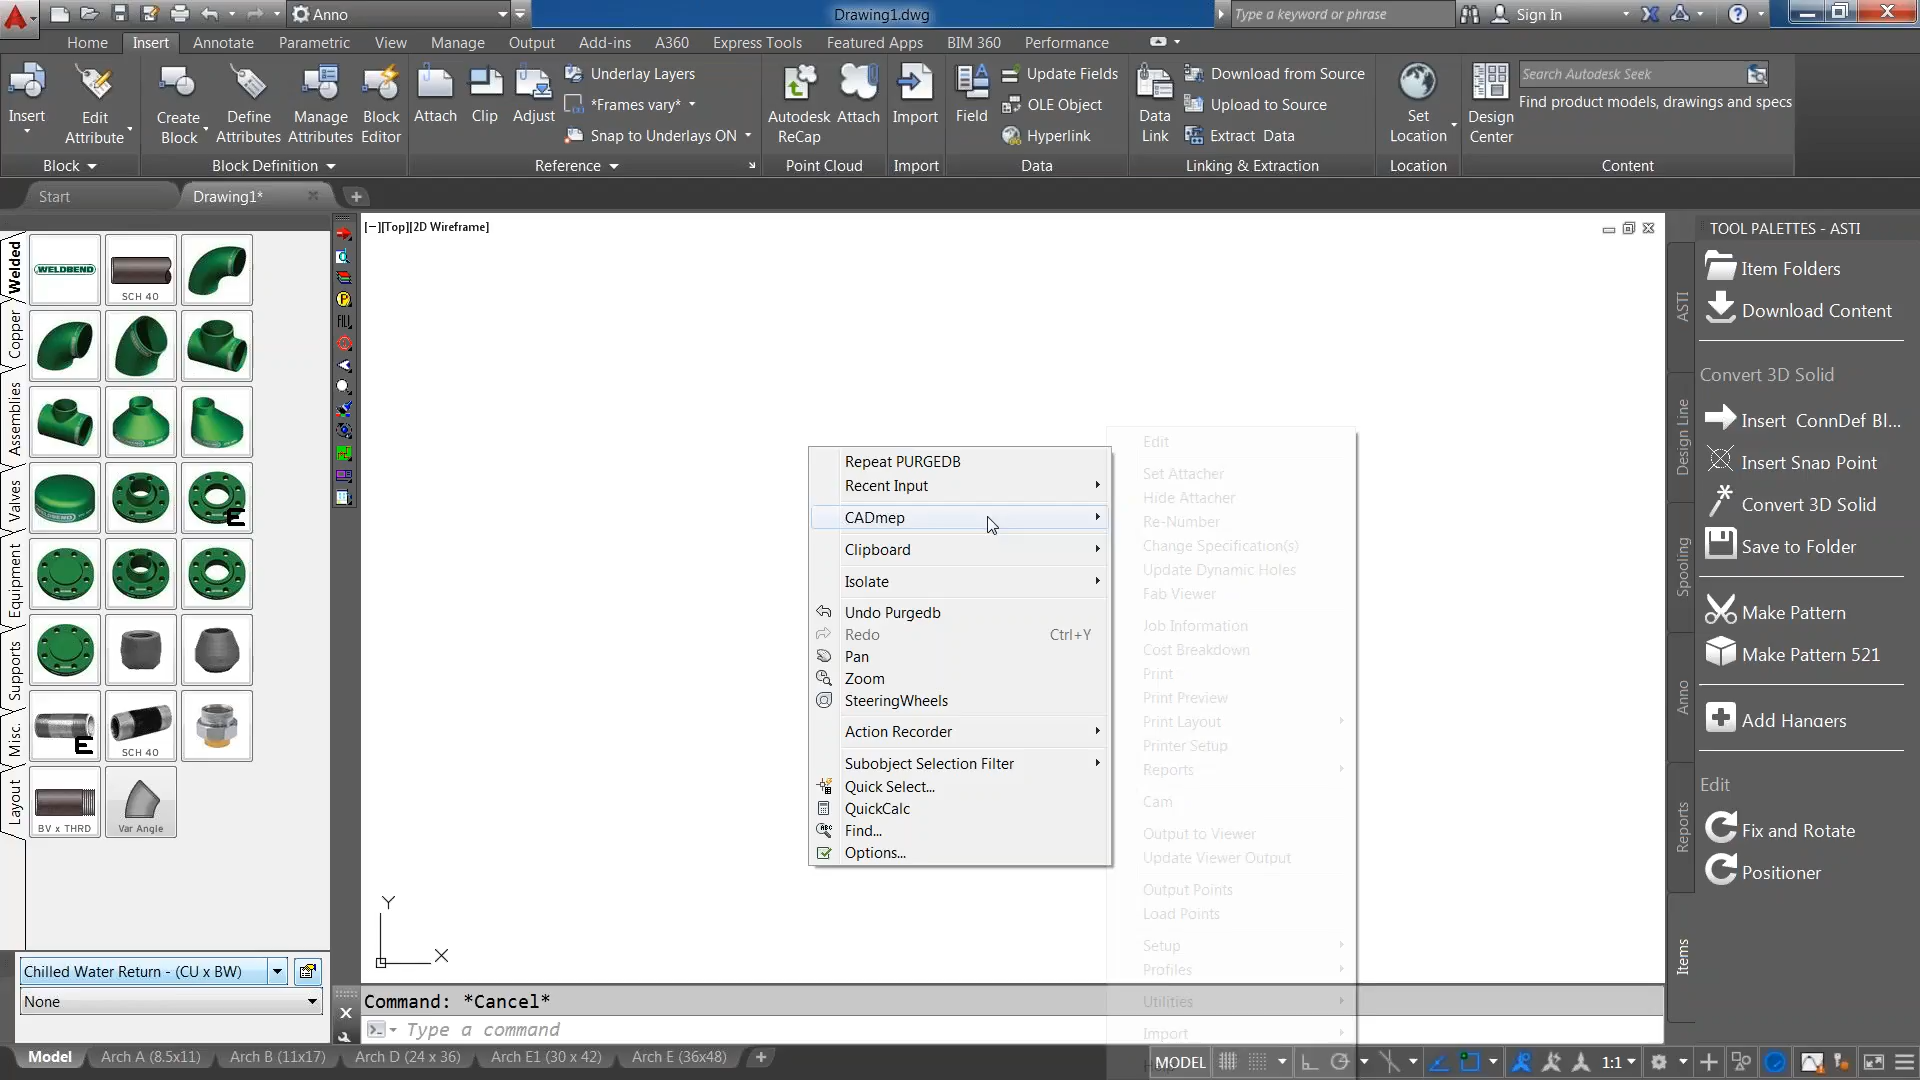 Anno
Drawing1.dwg
Type a keyword or phrase
Sign In
Home
Insert
Annotate
Parametric
View
Manage
Output
Add-ins
A360
Express Tools
Featured Apps
BIM 360
Performance
Insert
Edit
Attribute
Create
Block
Define
Attributes
Manage
Attributes
Block
Editor
Attach
Clip
Adjust
Underlay Layers
*Frames vary*
Snap to Underlays ON
Autodesk
ReCap
Attach
Import
Field
Update Fields
OLE Object
Hyperlink
Data
Link
Download from Source
Upload to Source
Extract Data
Set
Location
Design
Center
Search Autodesk Seek
Find product models, drawings and specs
Block
Block Definition
Reference
Point Cloud
Import
Data
Linking & Extraction
Location
Content
Start
Drawing1*
[−][Top][2D Wireframe]
Welded
Copper
Assemblies
Valves
Equipment
Supports
Misc.
Layout
WELDBEND
SCH 40
E
E
SCH 40
BV x THRD
Var Angle
FILL
Repeat PURGEDB
Recent Input
CADmep
Clipboard
Isolate
Undo Purgedb
Redo Ctrl+Y
Pan
Zoom
SteeringWheels
Action Recorder
Subobject Selection Filter
Quick Select...
QuickCalc
Find...
Options...
Edit
Set Attacher
Hide Attacher
Re-Number
Change Specification(s)
Update Dynamic Holes
Fab Viewer
Job Information
Cost Breakdown
Print
Print Preview
Print Layout
Printer Setup
Reports
Cam
Output to Viewer
Update Viewer Output
Output Points
Load Points
Setup
Profiles
Utilities
Import
TOOL PALETTES - ASTI
Item Folders
Download Content
Convert 3D Solid
Insert ConnDef Bl...
Insert Snap Point
Convert 3D Solid
Save to Folder
Make Pattern
Make Pattern 521
Add Hangers
Edit
Fix and Rotate
Positioner
ASTI
Design Line
Spooling
Anno
Reports
Items
Y
X
Chilled Water Return - (CU x BW)
None
Command: *Cancel*
Type a command
Model
Arch A (8.5x11)
Arch B (11x17)
Arch D (24 x 36)
Arch E1 (30 x 42)
Arch E (36x48)
MODEL
1:1